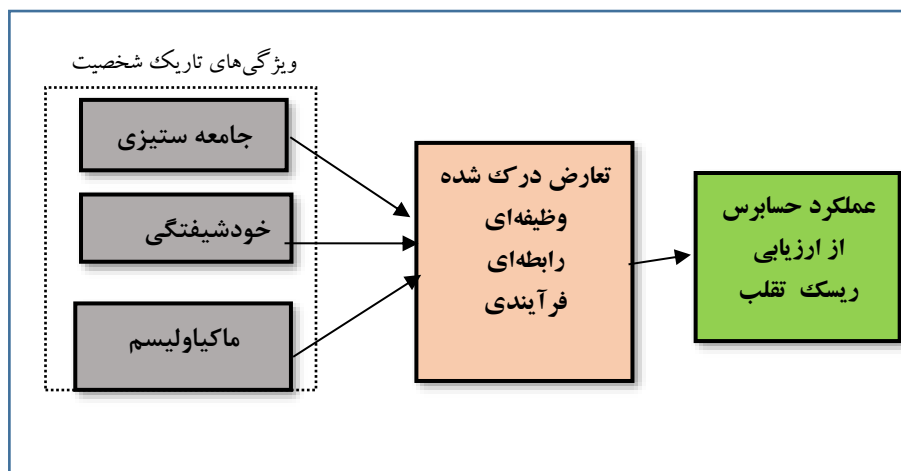 ویژگی‌های تاریک شخصیت
جامعه ستیزی
خودشیفتگی
ماکیاولیسم
تعارض درک شده
وظیفه‌ای
رابطه‌ای
فرآیندی
عملکرد حسابرس
از ارزیابی
ریسک تقلب